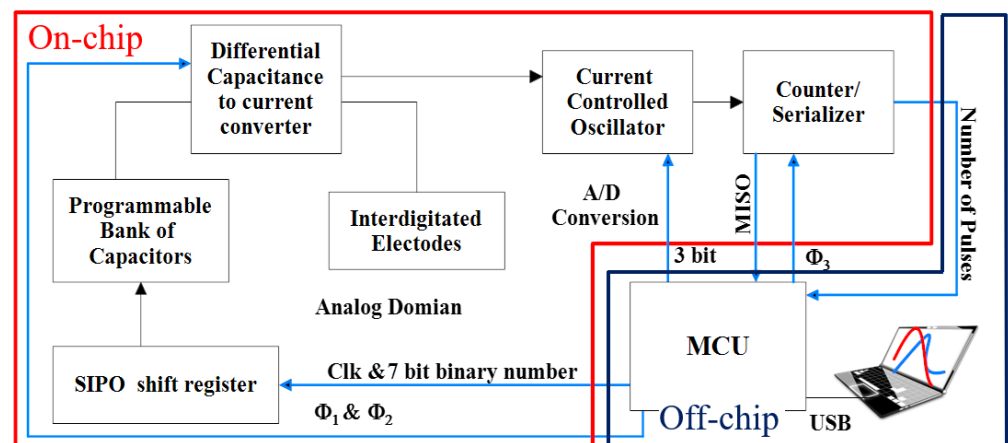 On-chip
Differential
Capacitance
to current
converter
Current
Controlled
Oscillator
Counter/
Serializer
Programmable
Bank of
Capacitors
Interdigitated
Electodes
A/D
Conversion
MISO
Number of Pulses
3 bit
Φ3
Analog Domian
MCU
SIPO shift register
Clk &7 bit binary number
Φ1 & Φ2
Off-chip
USB